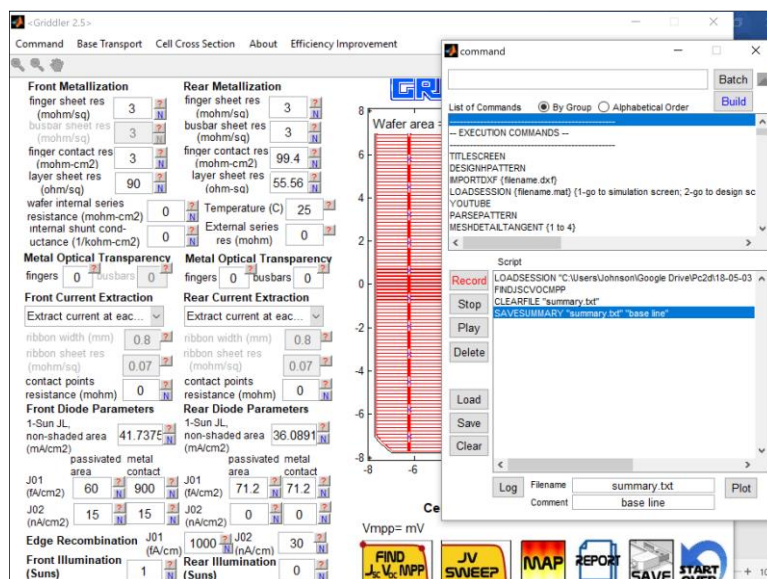 <Griddler 2.5>
Command Base Transport Cell Cross Section About Efficiency Improvement
Front Metallization
finger sheet res (mohm/sq) 3 ? N
busbar sheet res (mohm/sq) 3 ? N
finger contact res (mohm-cm2) 3 ? N
layer sheet res (ohm/sq) 90 ? N
wafer internal series resistance (mohm-cm2) 0 ? N
internal shunt conductance (1/kohm-cm2) 0 ? N
Rear Metallization
finger sheet res (mohm/sq) 3 ? N
busbar sheet res (mohm/sq) 3 ? N
finger contact res (mohm-cm2) 99.4 ? N
layer sheet res (ohm-sq) 55.56 ? N
Temperature (C) 25 ?
External series res (mohm) 0 ?
Metal Optical Transparency
fingers 0 ? busbars 0 ?
Metal Optical Transparency
fingers 0 ? busbars 0 ?
Front Current Extraction
Extract current at eac...
ribbon width (mm) 0.8 ?
ribbon sheet res (mohm/sq) 0.07 ?
contact points resistance (mohm) 0 ? N
Rear Current Extraction
Extract current at eac...
ribbon width (mm) 0.8 ?
ribbon sheet res (mohm/sq) 0.07 ?
contact points resistance (mohm) 0 ? N
Front Diode Parameters
1-Sun JL, non-shaded area (mA/cm2) 41.7375 ? N
passivated area metal contact
J01 (fA/cm2) 60 ? N 900 ? N
J02 (nA/cm2) 15 ? N 15 ? N
Rear Diode Parameters
1-Sun JL, non-shaded area (mA/cm2) 36.0891 ? N
passivated area metal contact
J01 (fA/cm2) 71.2 ? N 71.2 ? N
J02 (nA/cm2) 0 ? N 0 ? N
Edge Recombination J01 (fA/cm) 1000 ? N J02 (nA/cm) 30 ? N
Front Illumination (Suns) 1 ? N
Rear Illumination (Suns) 0 ? N
Wafer area =
8
4
2
0
-2
-4
-6
-8
-8 -6
Ce
Vmpp= mV
FIND Jsc Voc MPP
JV SWEEP
MAP
REPORT
SAVE
START OVER
command
Batch
Build
List of Commands By Group Alphabetical Order
-- EXECUTION COMMANDS --
TITLESCREEN
DESIGNHPATTERN
IMPORTDXF {filename.dxf}
LOADSESSION {filename.mat} {1-go to simulation screen; 2-go to design sc
YOUTUBE
PARSEPATTERN
MESHDETAILTANGENT {1 to 4}
Script
Record
Stop
Play
Delete
Load
Save
Clear
LOADSESSION "C:\Users\Johnson\Google Drive\Pc2d\18-05-03
FINDJSCVOCMPP
CLEARFILE "summary.txt"
SAVESUMMARY "summary.txt" "base line"
Log
Filename summary.txt
Comment base line
Plot